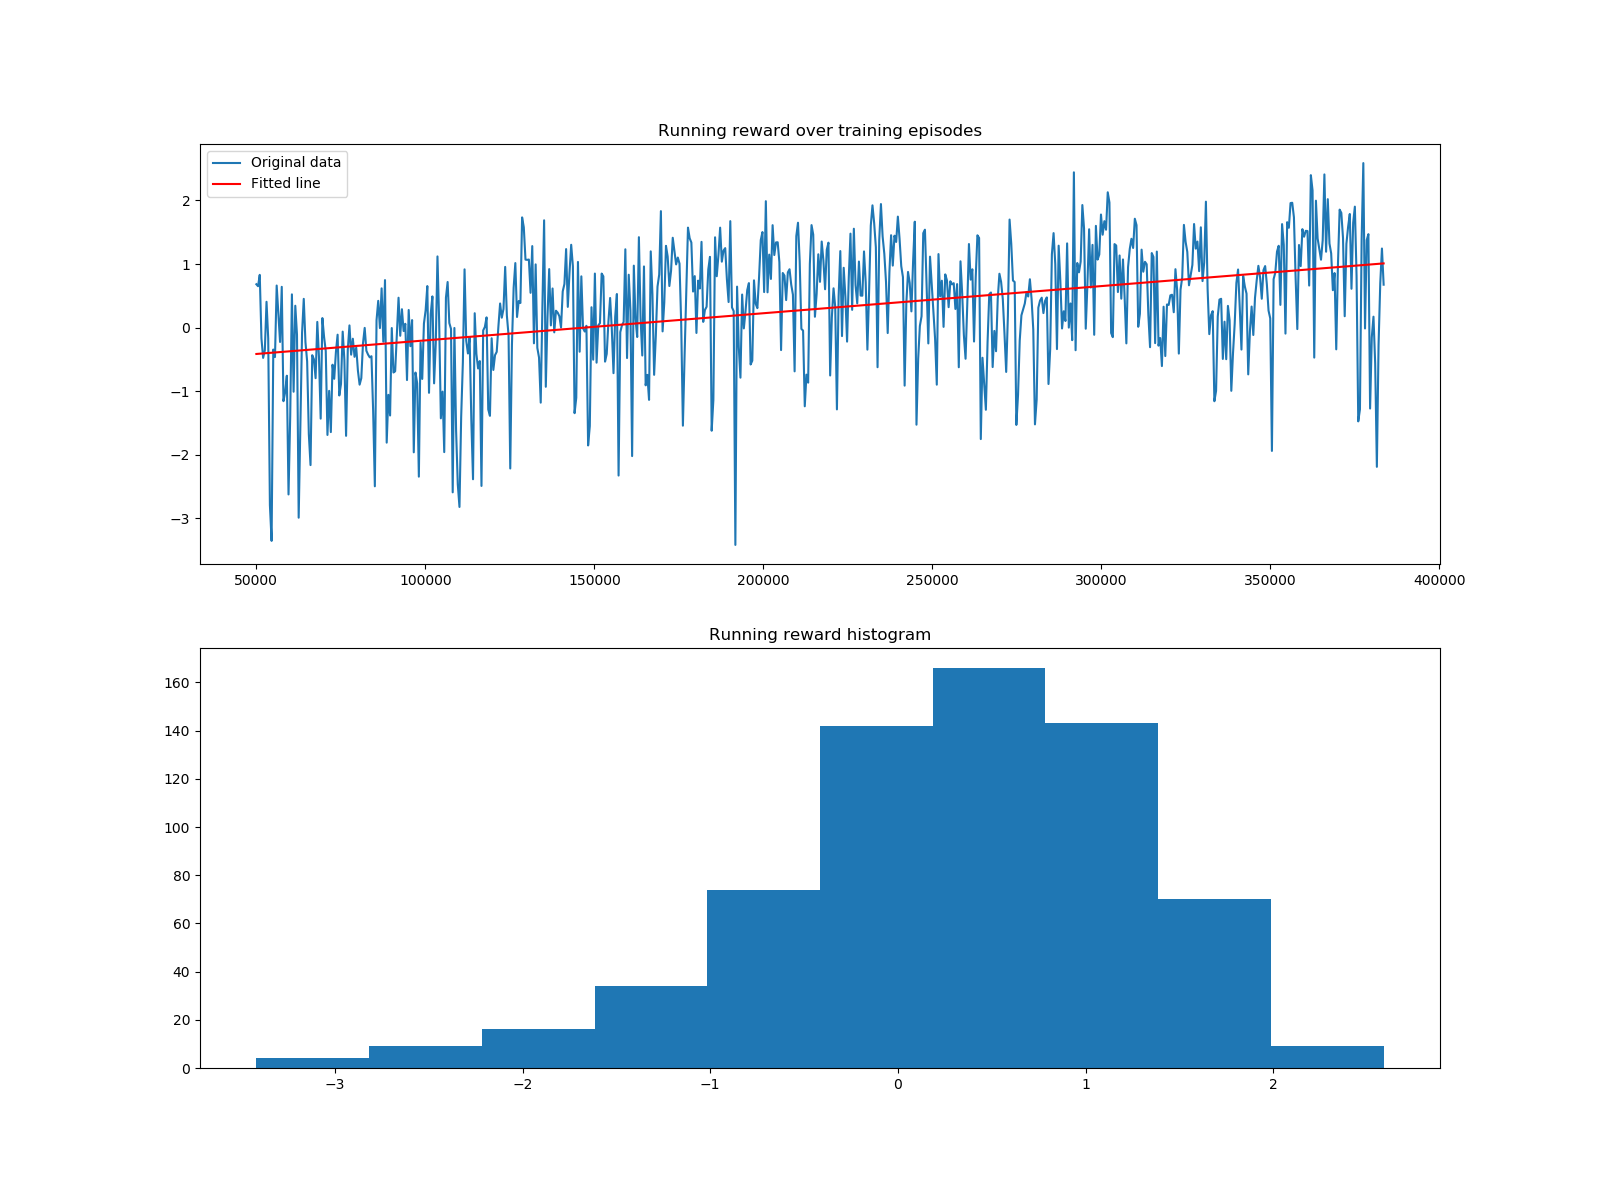 Running reward over training episodes
Original data
Fitted line
2
1
0
−1
−2
−3
50000 100000 150000 200000 250000 300000 350000 400000
Running reward histogram
160
140
120
100
80
60
40
20
0
−3 −2 −1 0 1 2